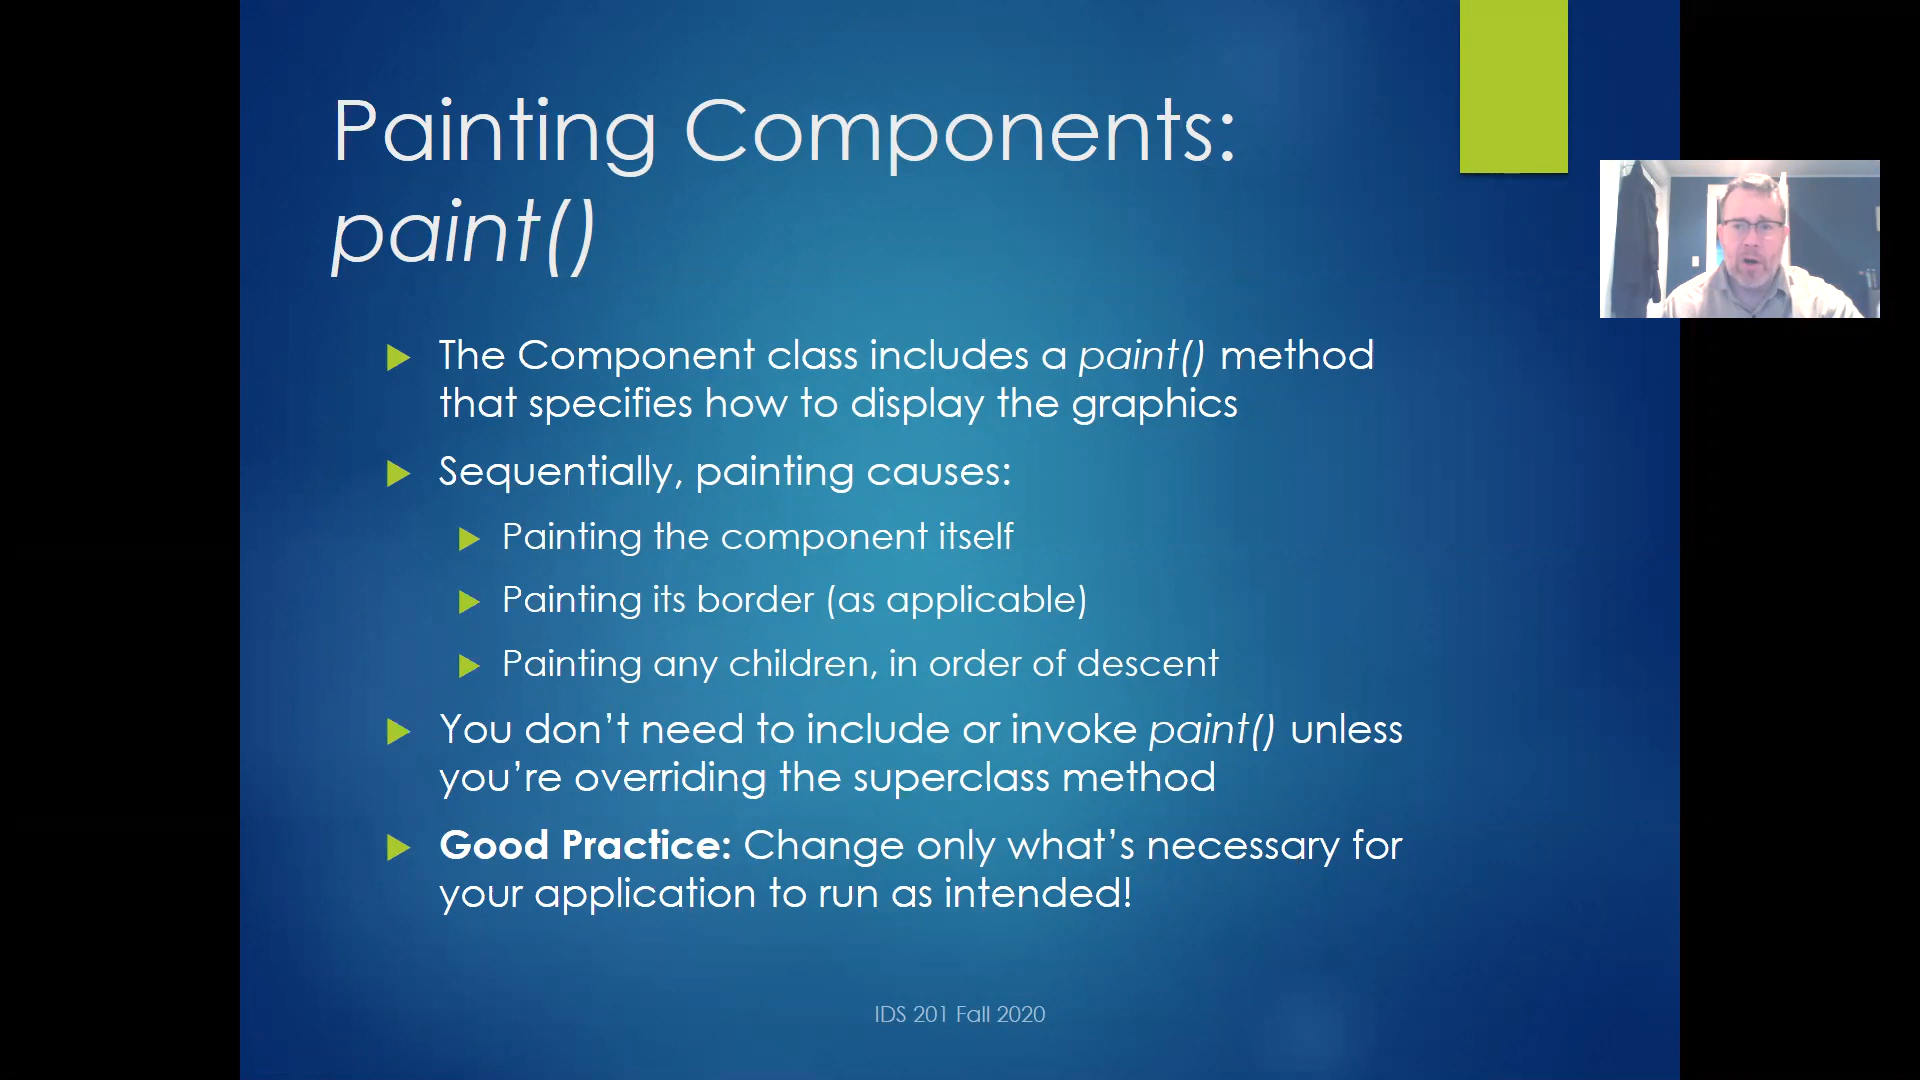 Painting Components:
paint()
The Component class includes a paint() method
that specifies how to display the graphics
Sequentially, painting causes:
Painting the component itself
Painting its border (as applicable)
Painting any children, in order of descent
You don’t need to include or invoke paint() unless
you’re overriding the superclass method
Good Practice: Change only what’s necessary for
your application to run as intended!
IDS 201 Fall 2020